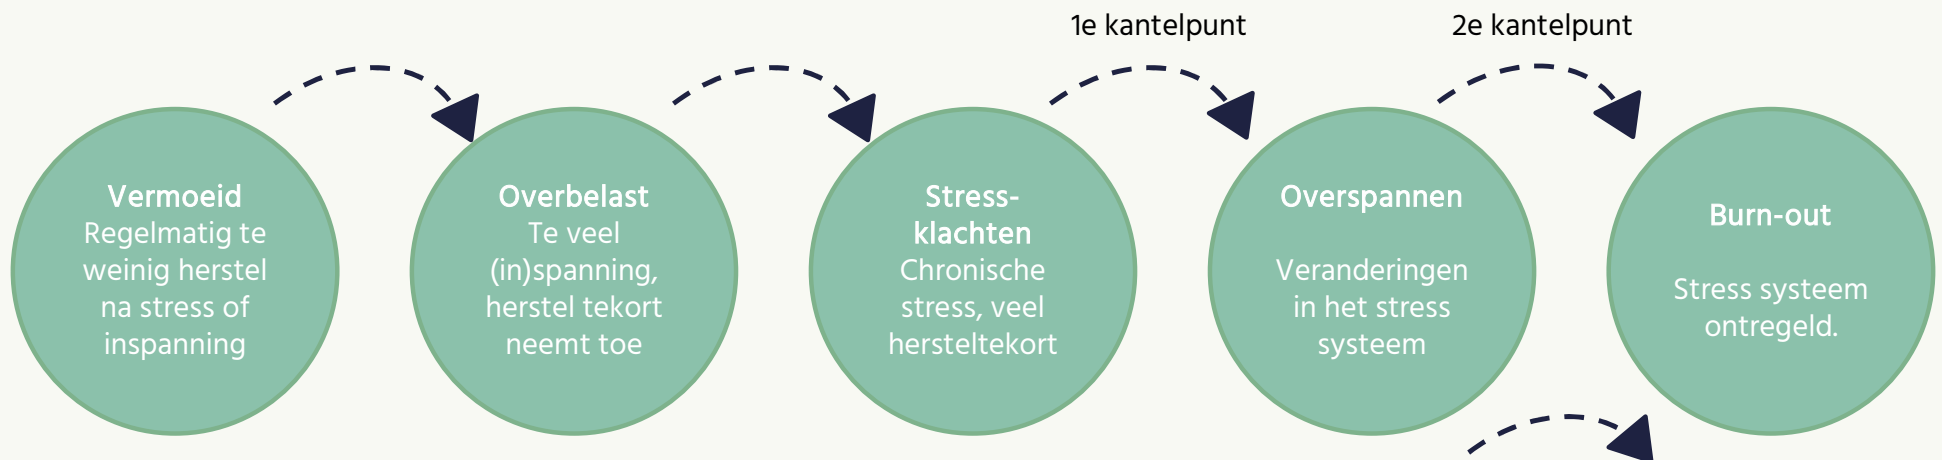 1e kantelpunt
2e kantelpunt
Vermoeid
Regelmatig te
weinig herstel
na stress of
inspanning
Overbelast
Te veel
(in)spanning,
herstel tekort
neemt toe
Stress-
klachten
Chronische
stress, veel
hersteltekort
Overspannen
Veranderingen
in het stress
systeem
Burn-out
Stress systeem
ontregeld.